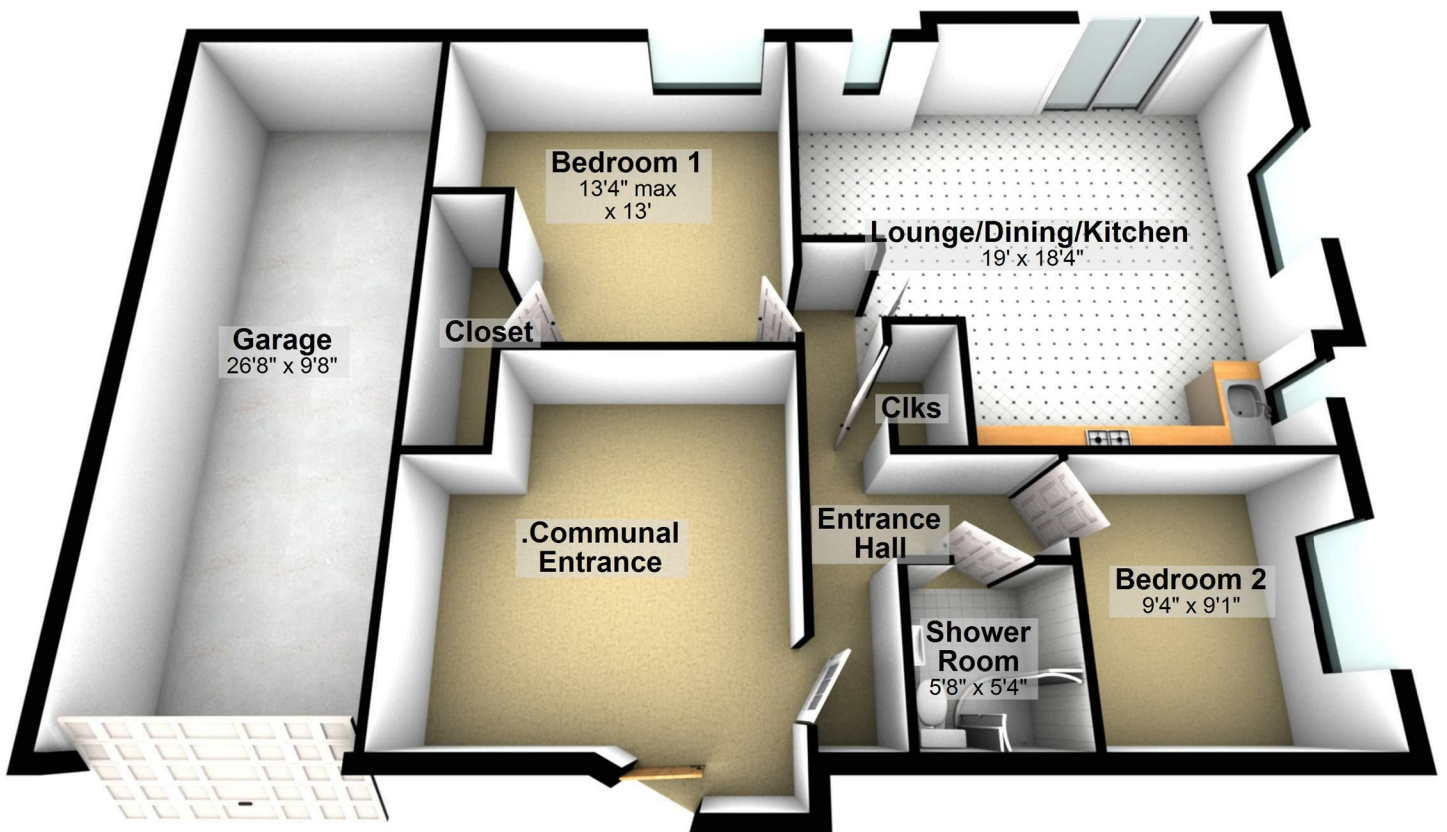 Bedroom 1
13'4" max
x 13'
Lounge/Dining/Kitchen
19' x 18'4"
Garage
26'8" x 9'8"
Closet
Clks
.Communal
Entrance
Entrance
Hall
Bedroom 2
9'4" x 9'1"
Shower
Room
5'8" x 5'4"